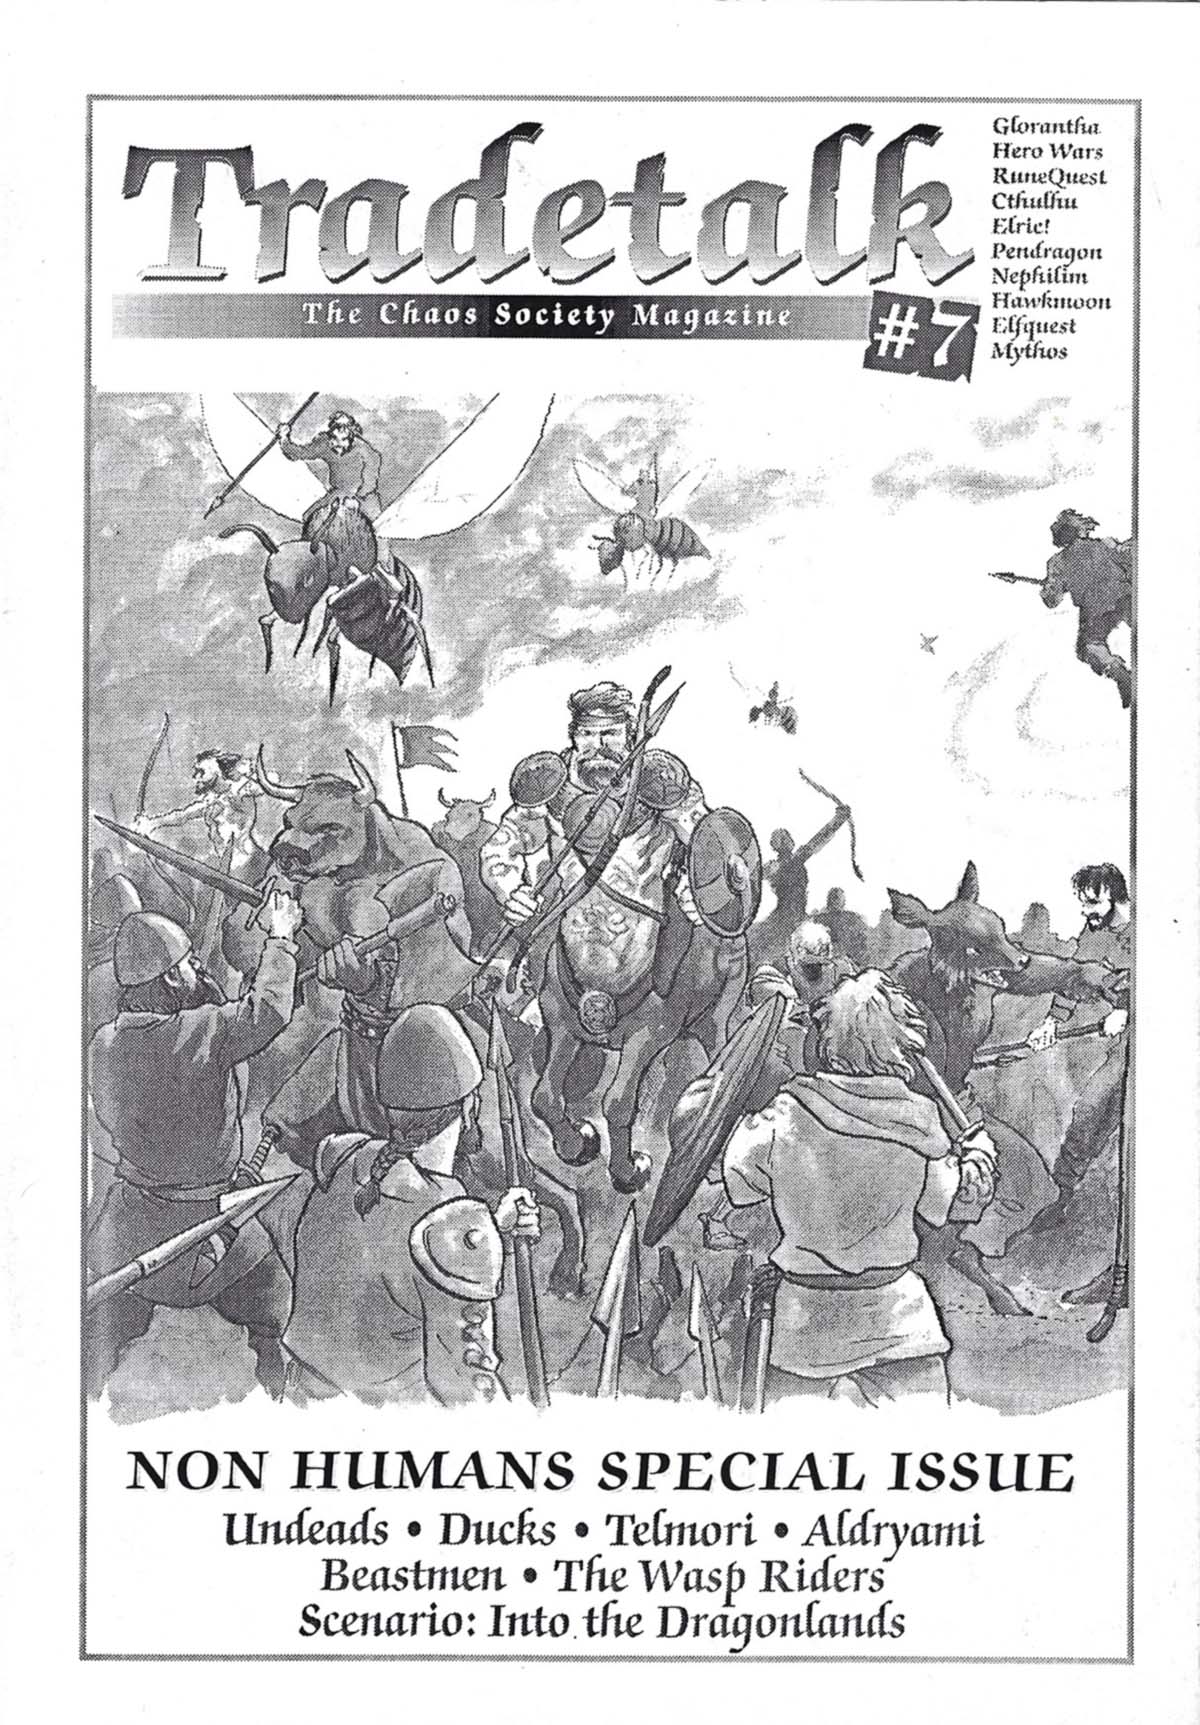 Tradetalk
The Chaos Society Magazine
#7
Glorantha
Hero Wars
RuneQuest
Cthulhu
Elric!
Pendragon
Nephilim
Hawkmoon
Elfquest
Mythos
NON HUMANS SPECIAL ISSUE
Undeads • Ducks • Telmori • Aldryami
Beastmen • The Wasp Riders
Scenario: Into the Dragonlands